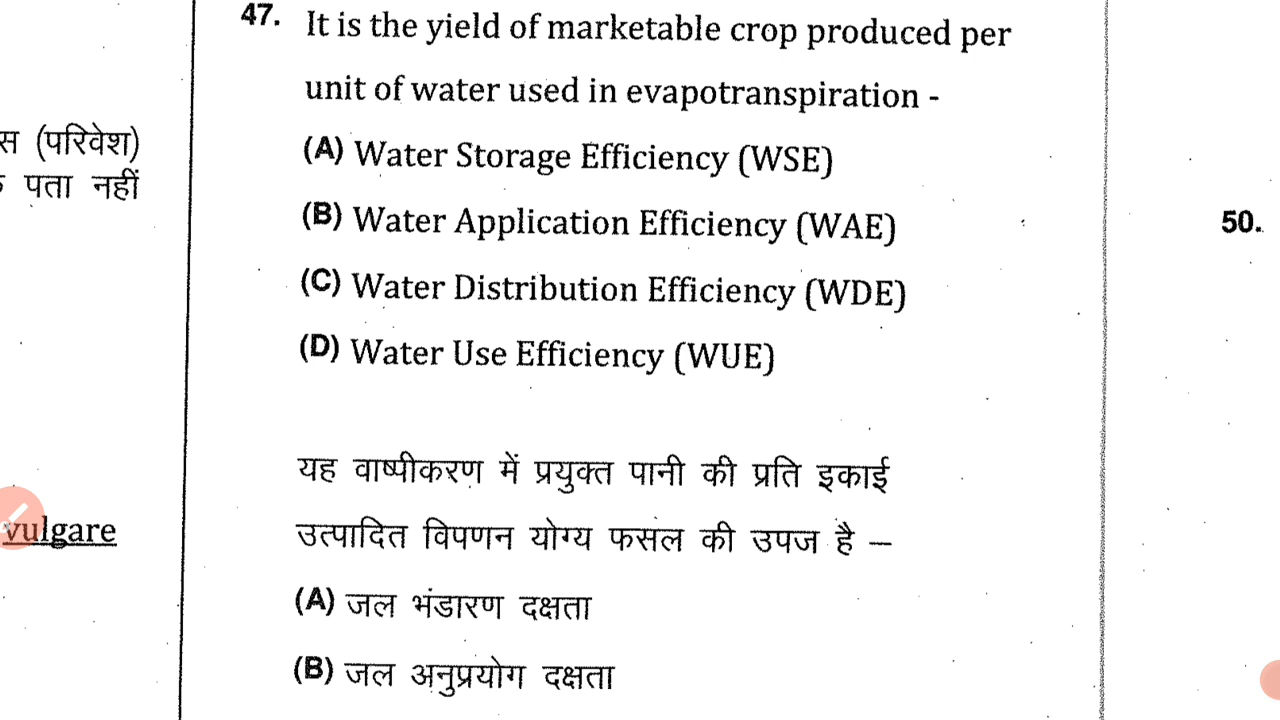 47. It is the yield of marketable crop produced per
unit of water used in evapotranspiration -
(A) Water Storage Efficiency (WSE)
(B) Water Application Efficiency (WAE)
(C) Water Distribution Efficiency (WDE)
(D) Water Use Efficiency (WUE)
यह वाष्पीकरण में प्रयुक्त पानी की प्रति इकाई
उत्पादित विपणन योग्य फसल की उपज है –
(A) जल भंडारण दक्षता
(B) जल अनुप्रयोग दक्षता
(परिवेश)
पता नहीं
vulgare
50.